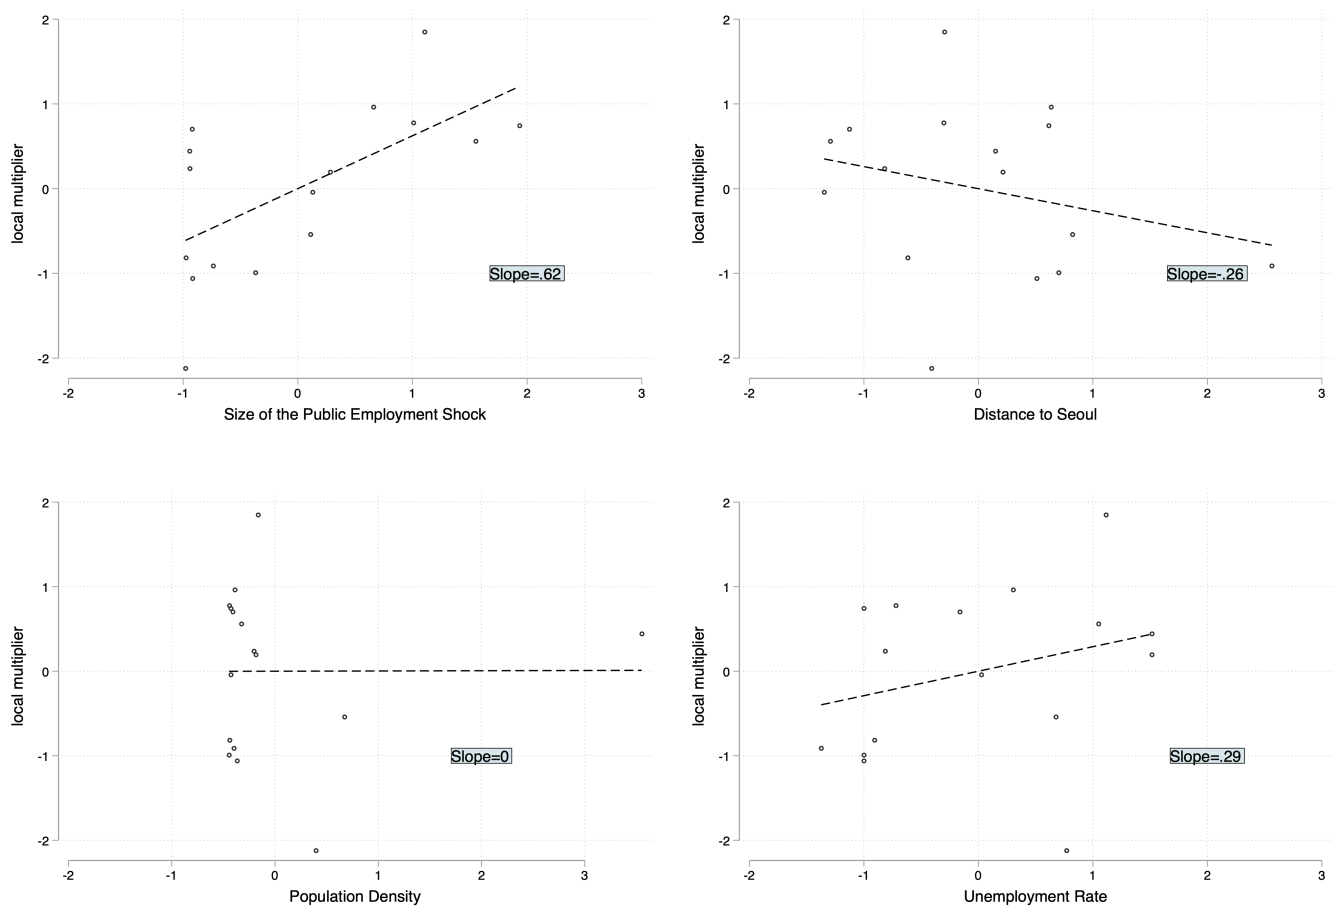 2
1
0
-1
-2
local multiplier
Slope=.62
-2 -1 0 1 2 3
Size of the Public Employment Shock
2
1
0
-1
-2
local multiplier
Slope=-.26
-2 -1 0 1 2 3
Distance to Seoul
2
1
0
-1
-2
local multiplier
Slope=0
-2 -1 0 1 2 3
Population Density
2
1
0
-1
-2
local multiplier
Slope=.29
-2 -1 0 1 2 3
Unemployment Rate